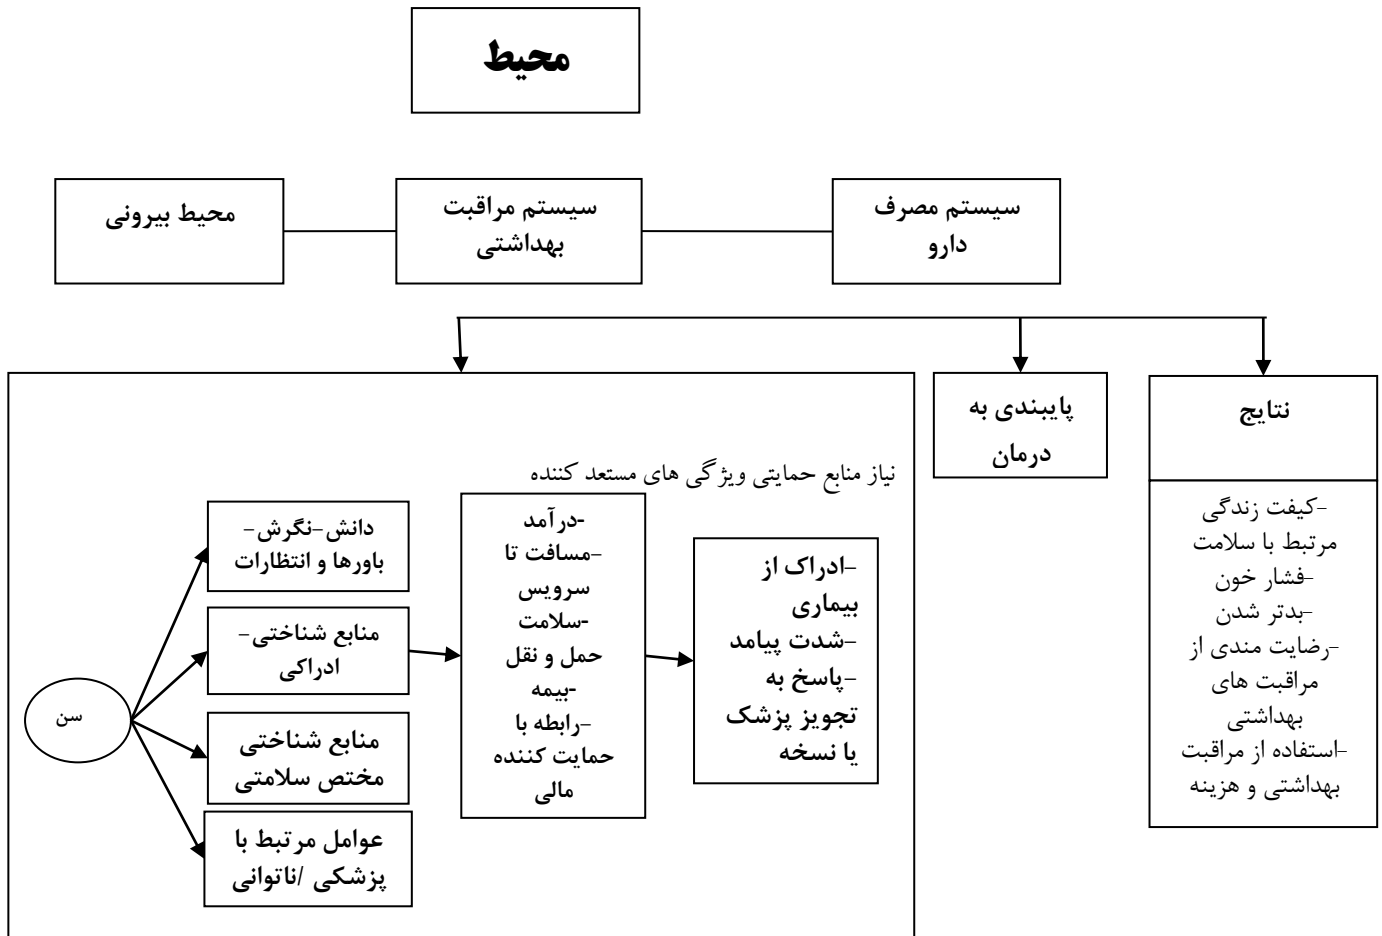 محیط
سیستم مصرف
دارو
سیستم مراقبت
بهداشتی
محیط بیرونی
نتایج
-کیفت زندگی
مرتبط با سلامت
-فشار خون
-بدتر شدن
-رضایت مندی از
مراقبت های
بهداشتی
-استفاده از مراقبت
بهداشتی و هزینه
پایبندی به
درمان
نیاز منابع حمایتی ویژگی های مستعد کننده
-ادراک از
بیماری
-شدت پیامد
-پاسخ به
تجویز پزشک
یا نسخه
-درآمد
-مسافت تا
سرویس
-سلامت
حمل و نقل
-بیمه
-رابطه با
حمایت کننده
مالی
دانش-نگرش-
باورها و انتظارات
منابع شناختی-
ادراکی
منابع شناختی
مختص سلامتی
عوامل مرتبط با
پزشکی /ناتوانی
سن